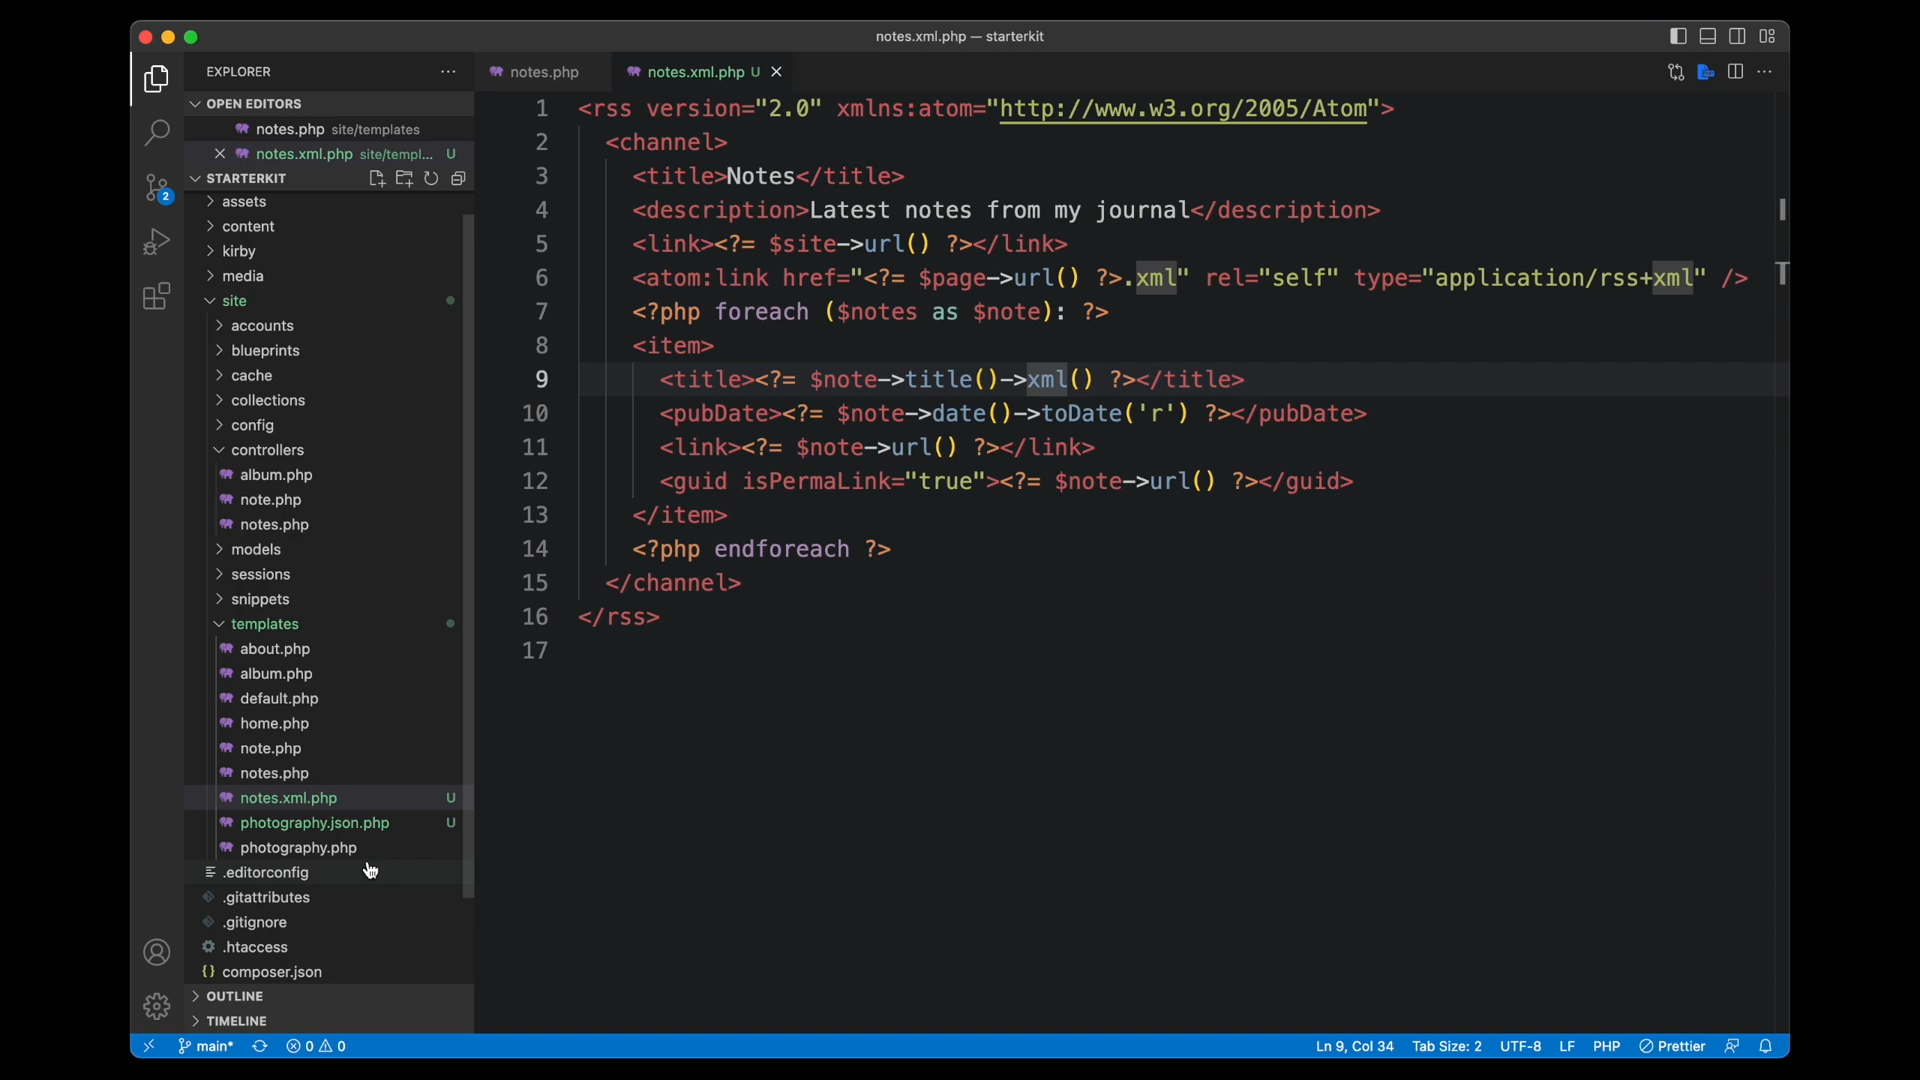 notes.xml.php — starterkit
EXPLORER
OPEN EDITORS
notes.php site/templates
notes.xml.php site/templ... U
STARTERKIT
assets
content
kirby
media
site
accounts
blueprints
cache
collections
config
controllers
album.php
note.php
notes.php
models
sessions
snippets
templates
about.php
album.php
default.php
home.php
note.php
notes.php
notes.xml.php U
photography.json.php U
photography.php
.editorconfig
.gitattributes
.gitignore
.htaccess
{} composer.json
OUTLINE
TIMELINE
2
notes.php
notes.xml.php U
1 <rss version="2.0" xmlns:atom="http://www.w3.org/2005/Atom">
2 <channel>
3 <title>Notes</title>
4 <description>Latest notes from my journal</description>
5 <link><?= $site->url() ?></link>
6 <atom:link href="<?= $page->url() ?>.xml" rel="self" type="application/rss+xml" />
7 <?php foreach ($notes as $note): ?>
8 <item>
9 <title><?= $note->title()->xml() ?></title>
10 <pubDate><?= $note->date()->toDate('r') ?></pubDate>
11 <link><?= $note->url() ?></link>
12 <guid isPermaLink="true"><?= $note->url() ?></guid>
13 </item>
14 <?php endforeach ?>
15 </channel>
16 </rss>
17
main* 0 0 Ln 9, Col 34 Tab Size: 2 UTF-8 LF PHP Prettier